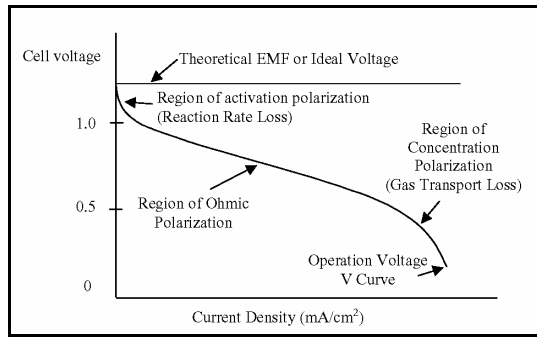 Cell voltage
Theoretical EMF or Ideal Voltage
Region of activation polarization
(Reaction Rate Loss)
1.0
Region of
Concentration
Polarization
(Gas Transport Loss)
Region of Ohmic
Polarization
0.5
Operation Voltage
V Curve
0
Current Density (mA/cm²)